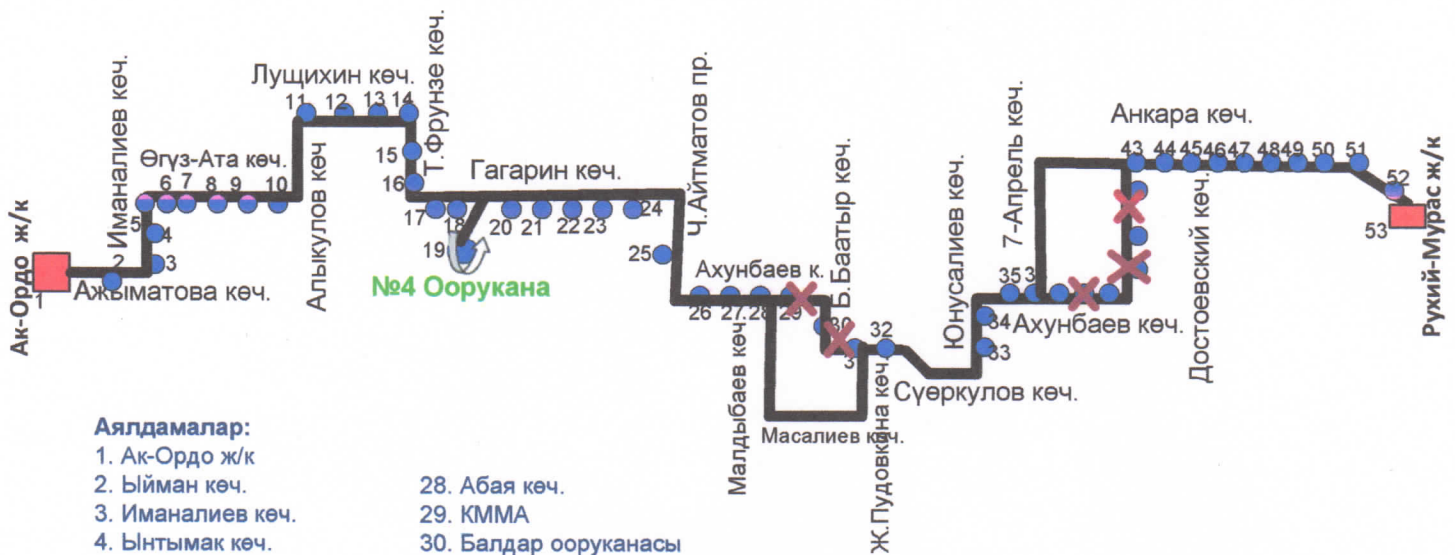 Ак-Ордо ж/к
1
2
Иманалиев көч.
Ажыматова көч.
3
4
5
6
7
8
9
10
Өгүз-Ата көч.
Алыкулов көч
Лущихин көч.
11
12
13
14
15
16
Т. Фрунзе көч.
Гагарин көч.
17
18
19
№4 Оорукана
20
21
22
23
24
25
Ч.Айтматов пр.
Ахунбаев к.
26
27
28
29
Б.Баатыр көч.
30
3
32
Малдыбаев көч.
Масалиев көч.
Ж.Пудовкина көч.
Сүөркулов көч.
33
34
Юнусалиев көч.
35
3
7-Апрель көч.
Ахунбаев көч.
Достоевский көч.
Анкара көч.
43
44
45
46
47
48
49
50
51
52
53
Рухий-Мурас ж/к
Аялдамалар:
1. Ак-Ордо ж/к
2. Ыйман көч.
3. Иманалиев көч.
4. Ынтымак көч.
28. Абая көч.
29. КММА
30. Балдар ооруканасы